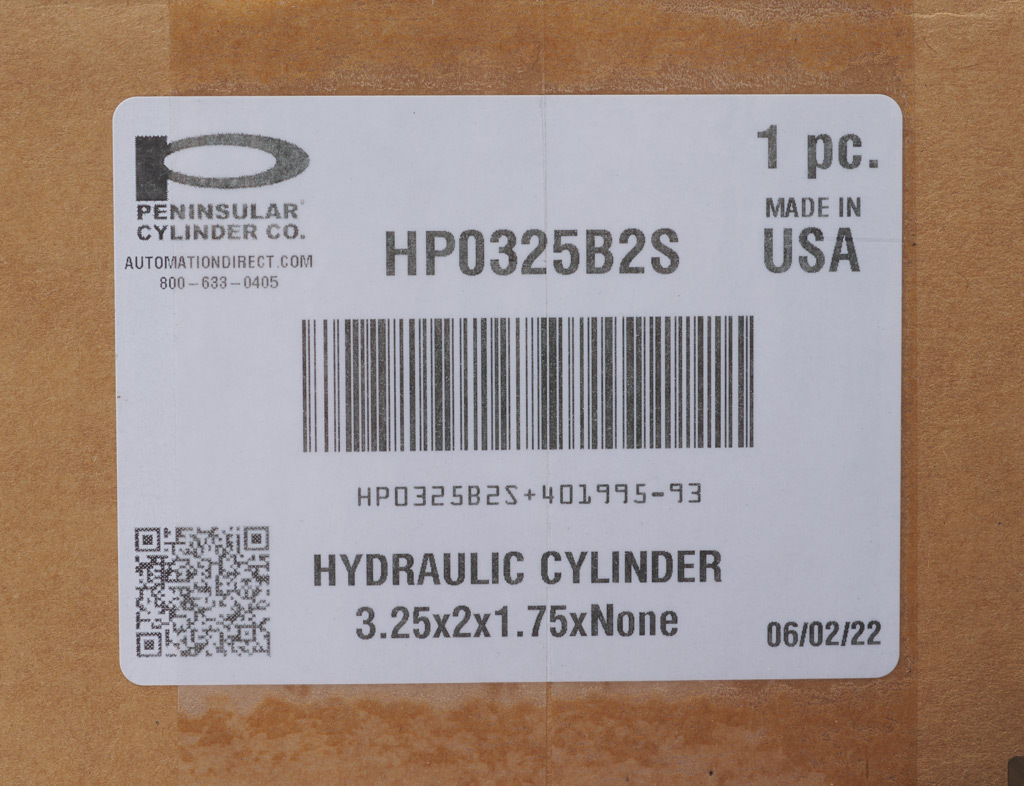 PENINSULAR
CYLINDER CO.
AUTOMATIONDIRECT.COM
800-633-0405
1 pc.
MADE IN
USA
HP0325B2S
HP0325B2S+401995-93
HYDRAULIC CYLINDER
3.25x2x1.75xNone
06/02/22